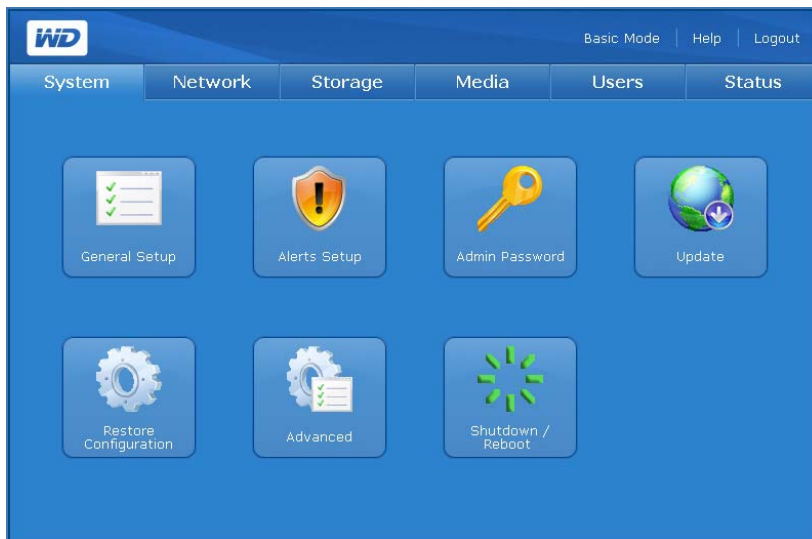 WD
Basic Mode | Help | Logout
System Network Storage Media Users Status
General Setup
Alerts Setup
Admin Password
Update
Restore
Configuration
Advanced
Shutdown /
Reboot